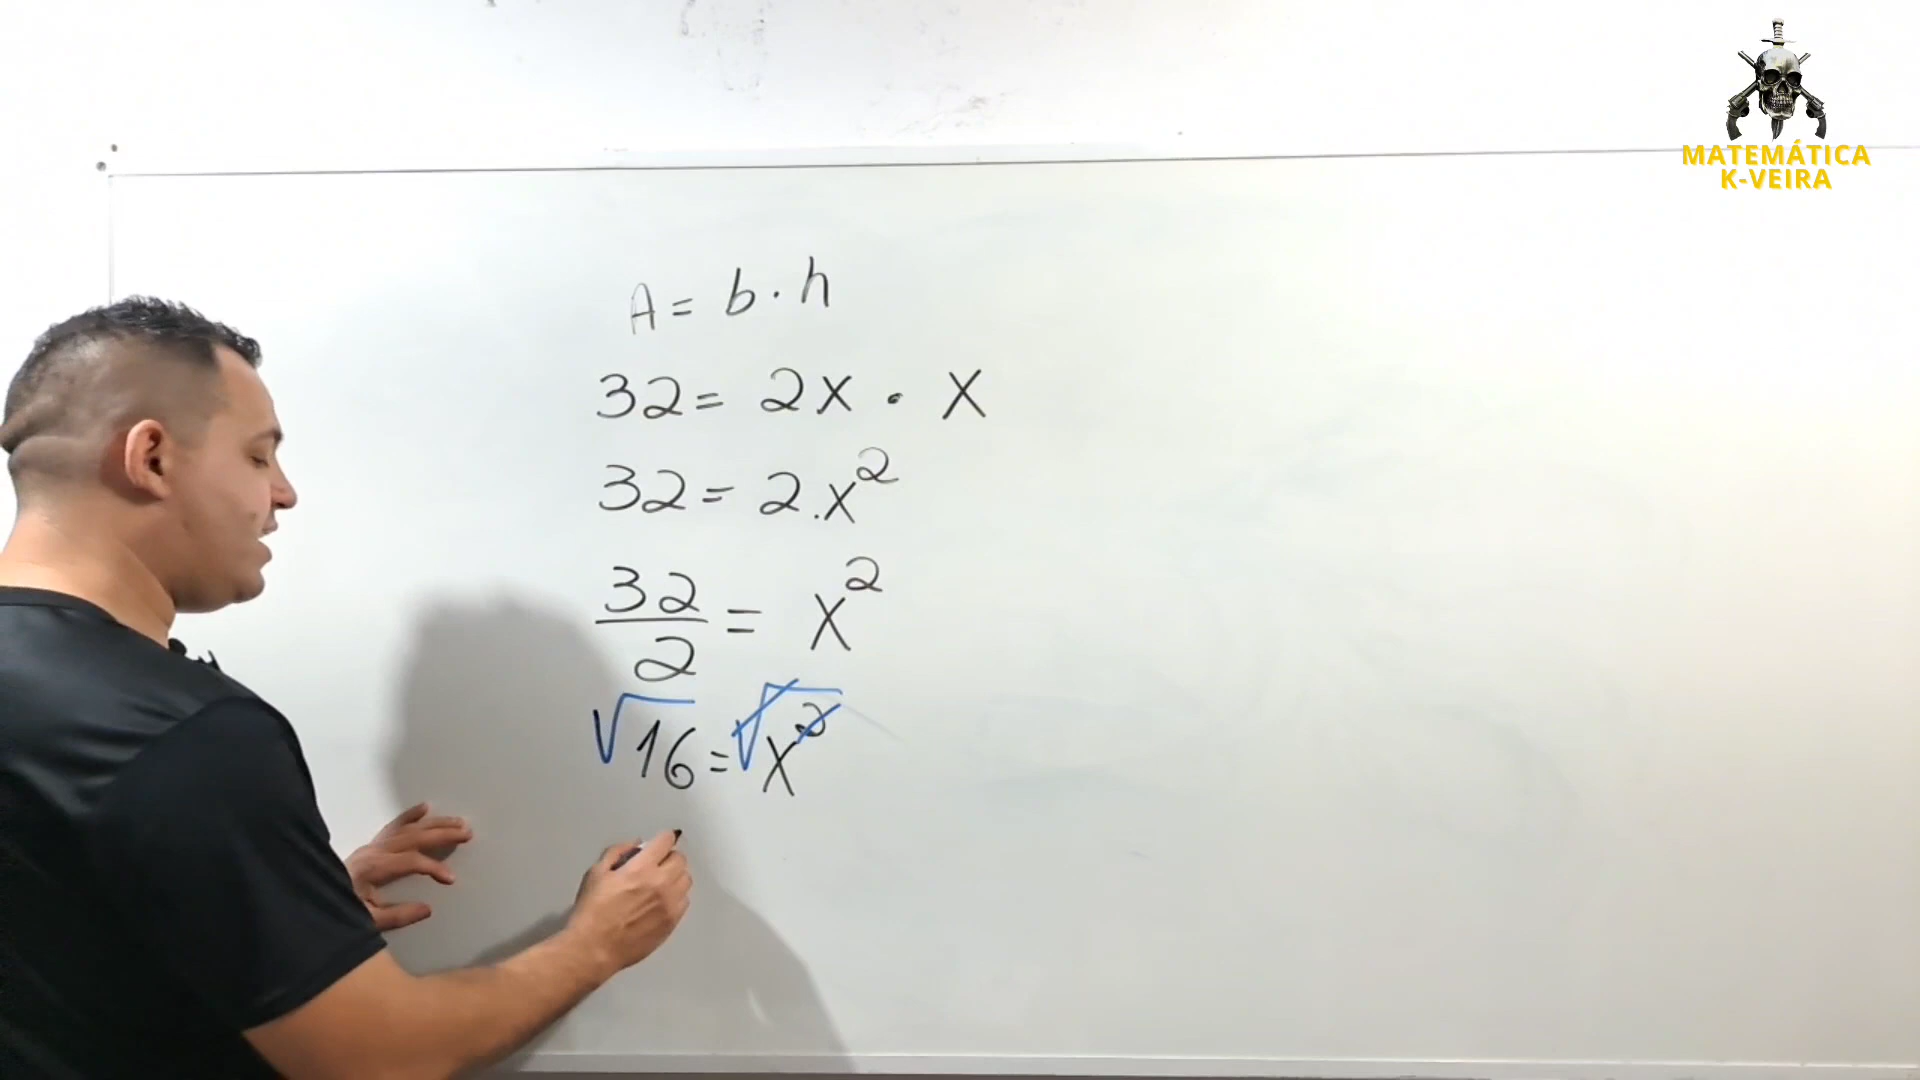 MATEMÁTICA
K-VEIRA
A = b · h
32 = 2x · x
32 = 2.x²
32/2 = x²
√16 = √x²